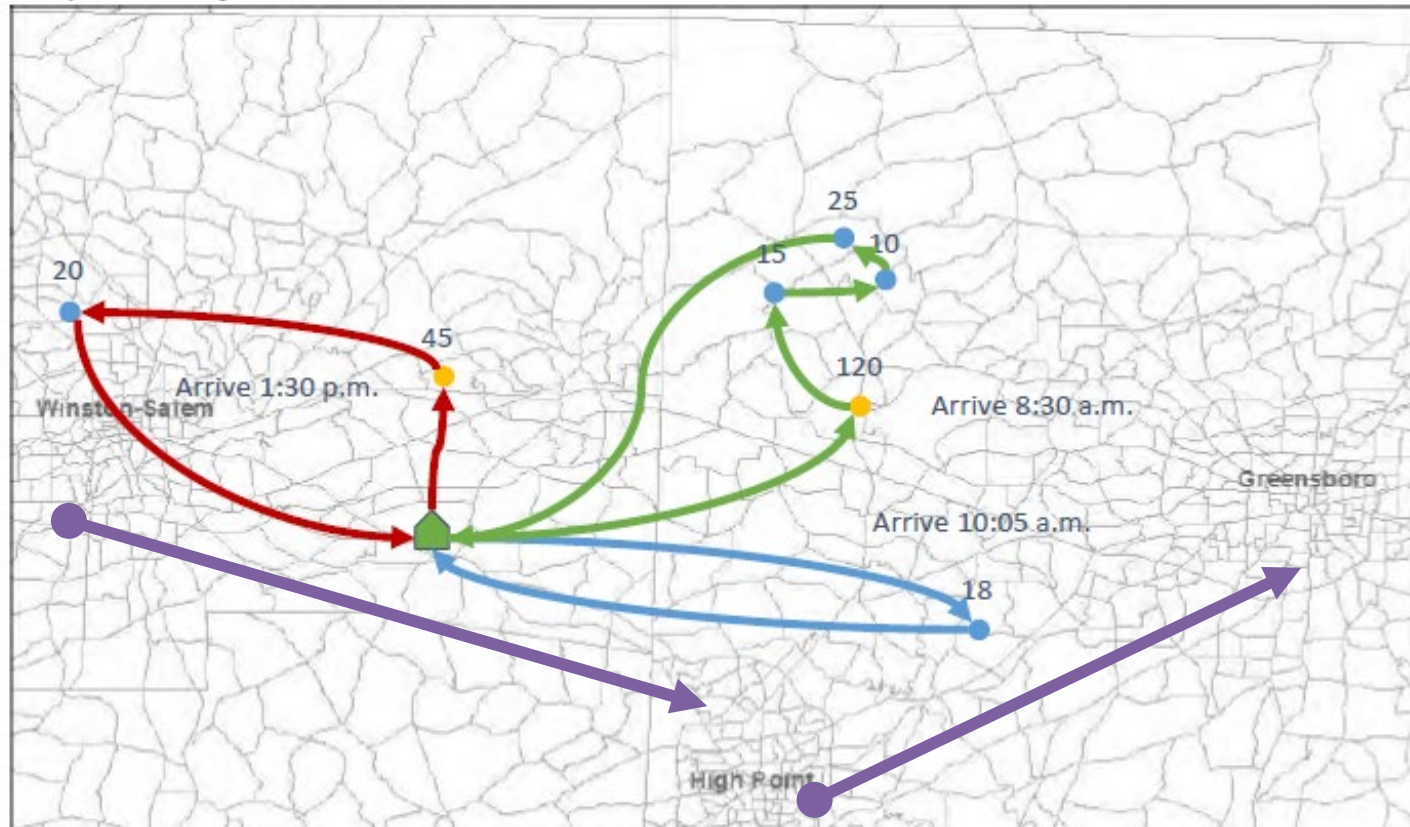 25
10
15
20
45
120
Arrive 1:30 p.m.
Winston-Salem
Arrive 8:30 a.m.
Greensboro
Arrive 10:05 a.m.
18
High Point